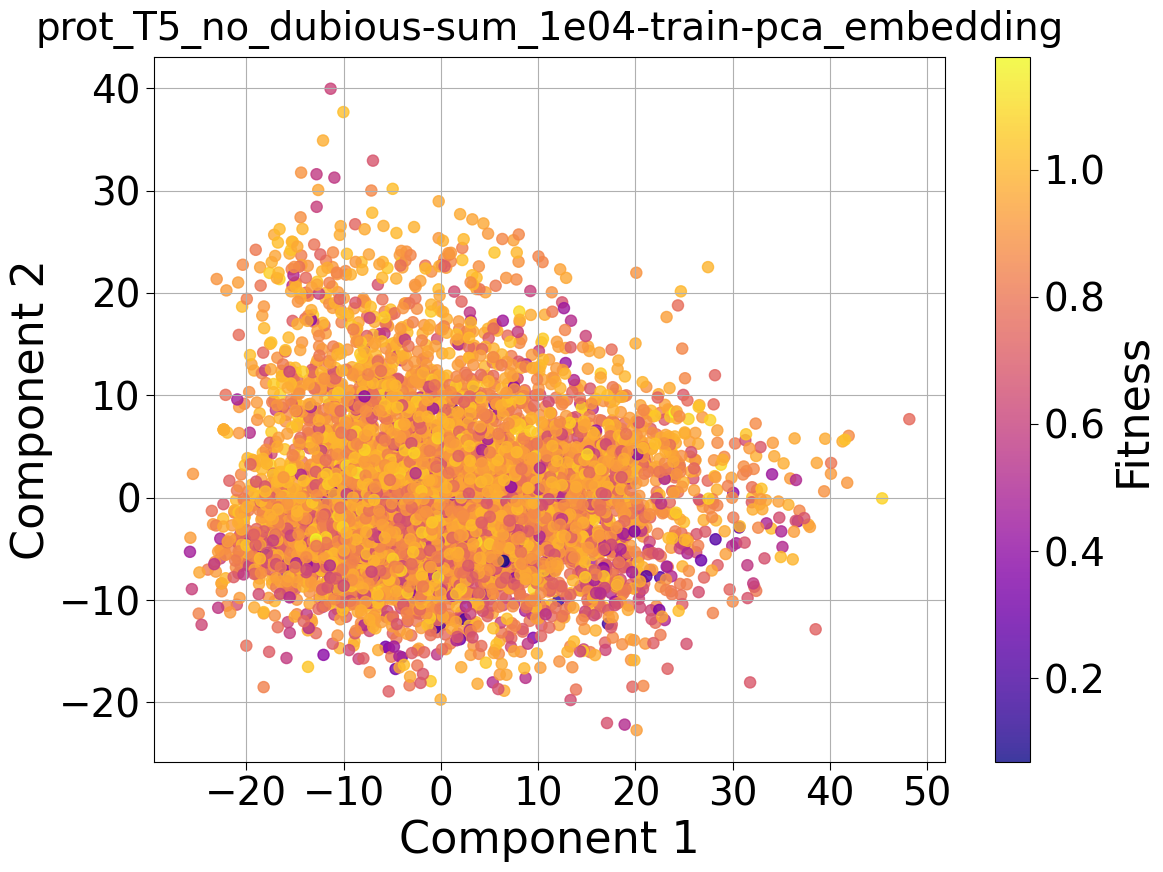 prot_T5_no_dubious-sum_1e04-train-pca_embedding
40
30
20
10
0
−10
−20
Component 2
−20 −10 0 10 20 30 40 50
Component 1
1.0
0.8
0.6
0.4
0.2
Fitness